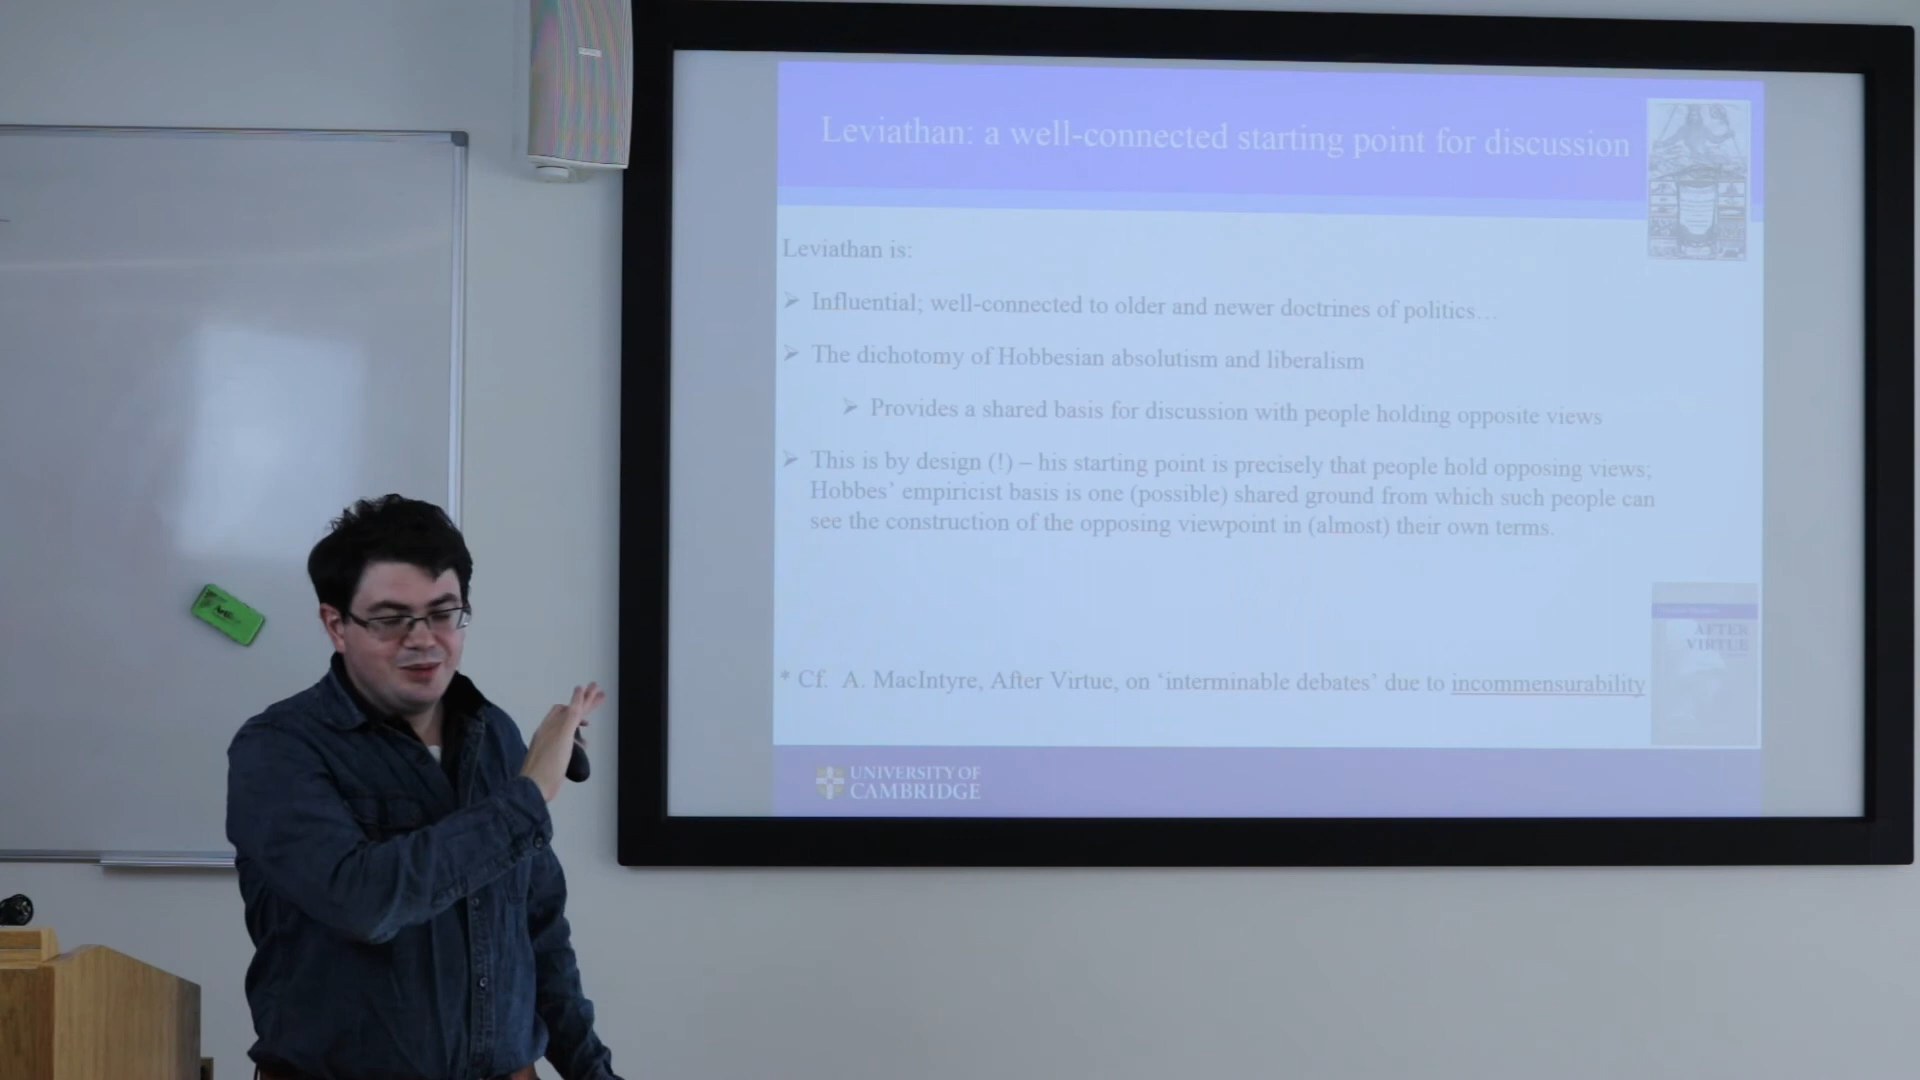 Leviathan: a well-connected starting point for discussion
Leviathan is:
Influential; well-connected to older and newer doctrines of politics…
The dichotomy of Hobbesian absolutism and liberalism
Provides a shared basis for discussion with people holding opposite views
This is by design (!) – his starting point is precisely that people hold opposing views;
Hobbes’ empiricist basis is one (possible) shared ground from which such people can
see the construction of the opposing viewpoint in (almost) their own terms.
AFTER
VIRTUE
* Cf. A. MacIntyre, After Virtue, on ‘interminable debates’ due to incommensurability
UNIVERSITY OF
CAMBRIDGE